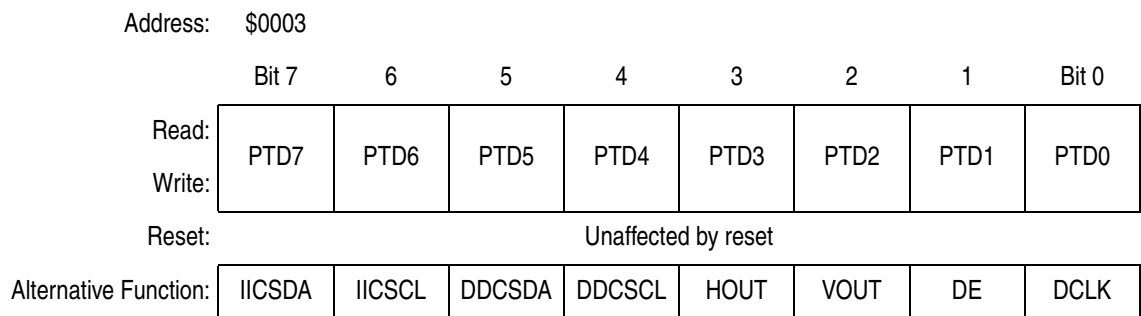 Address: $0003
Bit 7 6 5 4 3 2 1 Bit 0
Read:
PTD7 PTD6 PTD5 PTD4 PTD3 PTD2 PTD1 PTD0
Write:
Reset: Unaffected by reset
Alternative Function: IICSDA IICSCL DDCSDA DDCSCL HOUT VOUT DE DCLK